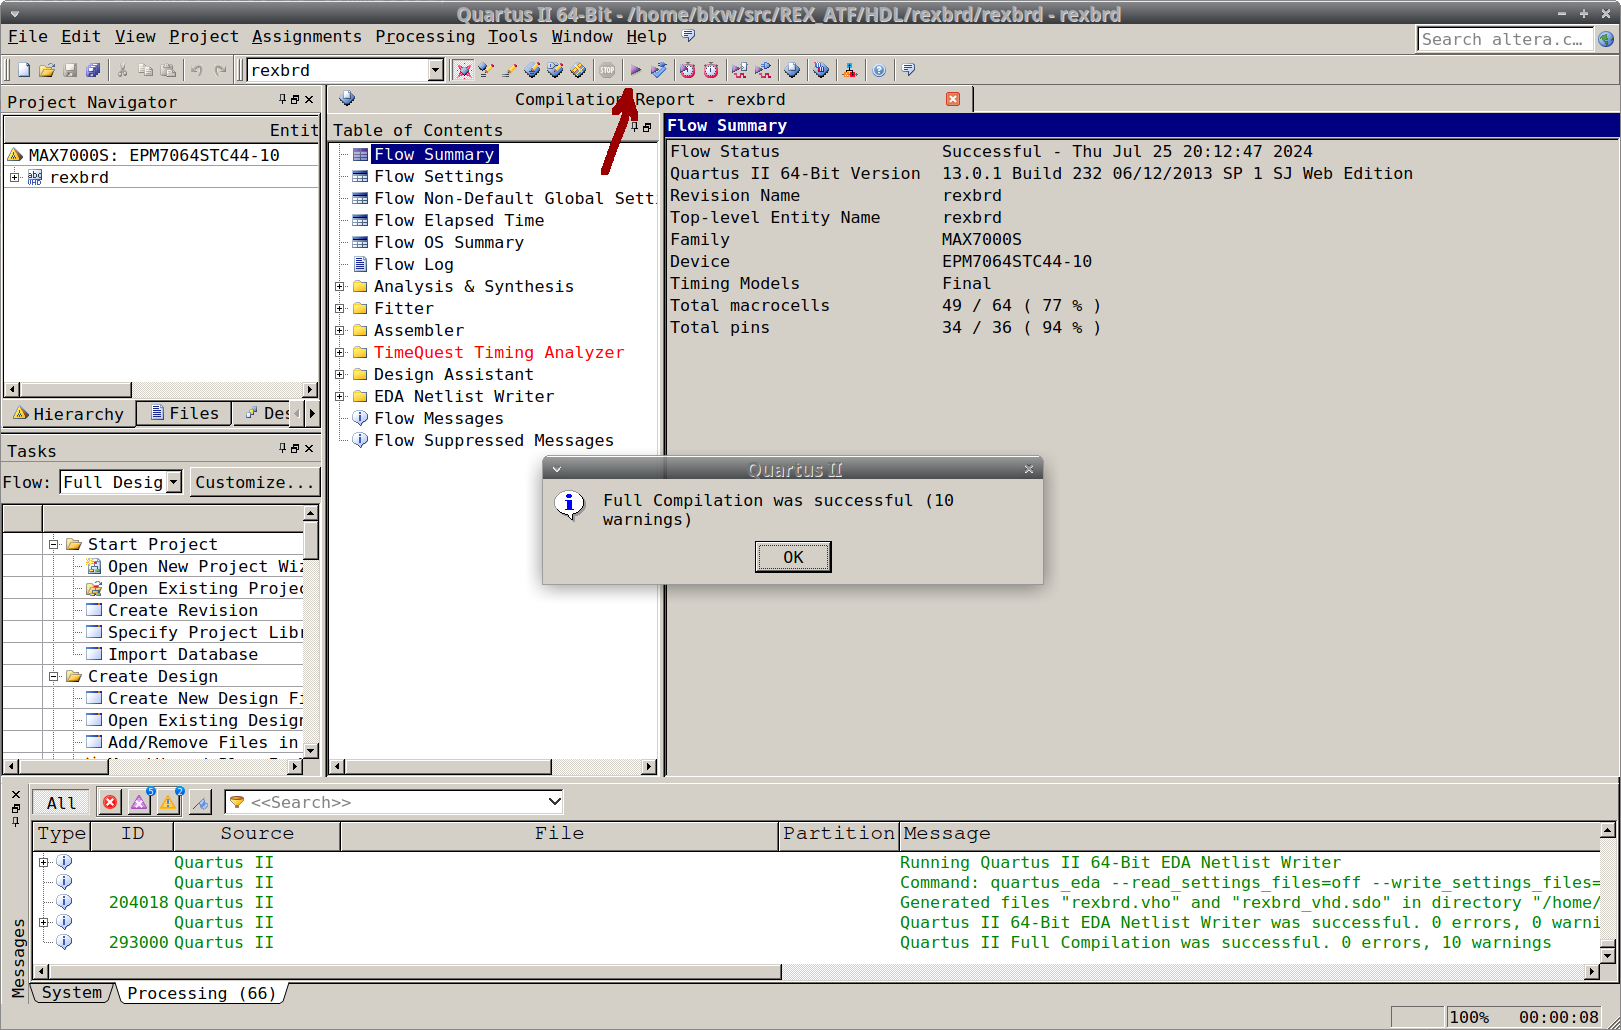 Quartus II 64-Bit - /home/bkw/src/REX_ATF/HDL/rexbrd/rexbrd - rexbrd
File Edit View Project Assignments Processing Tools Window Help
Search altera.c...
rexbrd
STOP
Project Navigator
Entit
MAX7000S: EPM7064STC44-10
rexbrd
Hierarchy
Files
Des
Tasks
Flow: Full Desig Customize...
Start Project
Open New Project Wiz
Open Existing Projec
Create Revision
Specify Project Libr
Import Database
Create Design
Create New Design Fi
Open Existing Design
Add/Remove Files in
Compilation Report - rexbrd
Table of Contents
Flow Summary
Flow Settings
Flow Non-Default Global Setti
Flow Elapsed Time
Flow OS Summary
Flow Log
Analysis & Synthesis
Fitter
Assembler
TimeQuest Timing Analyzer
Design Assistant
EDA Netlist Writer
Flow Messages
Flow Suppressed Messages
Flow Summary
Flow Status Successful - Thu Jul 25 20:12:47 2024
Quartus II 64-Bit Version 13.0.1 Build 232 06/12/2013 SP 1 SJ Web Edition
Revision Name rexbrd
Top-level Entity Name rexbrd
Family MAX7000S
Device EPM7064STC44-10
Timing Models Final
Total macrocells 49 / 64 ( 77 % )
Total pins 34 / 36 ( 94 % )
Quartus II
Full Compilation was successful (10
warnings)
OK
Messages
All
5
2
<<Search>>
Type ID Source File Partition Message
Quartus II Running Quartus II 64-Bit EDA Netlist Writer
Quartus II Command: quartus_eda --read_settings_files=off --write_settings_files=
204018 Quartus II Generated files "rexbrd.vho" and "rexbrd_vhd.sdo" in directory "/home/
Quartus II Quartus II 64-Bit EDA Netlist Writer was successful. 0 errors, 0 warni
293000 Quartus II Quartus II Full Compilation was successful. 0 errors, 10 warnings
System
Processing (66)
100% 00:00:08